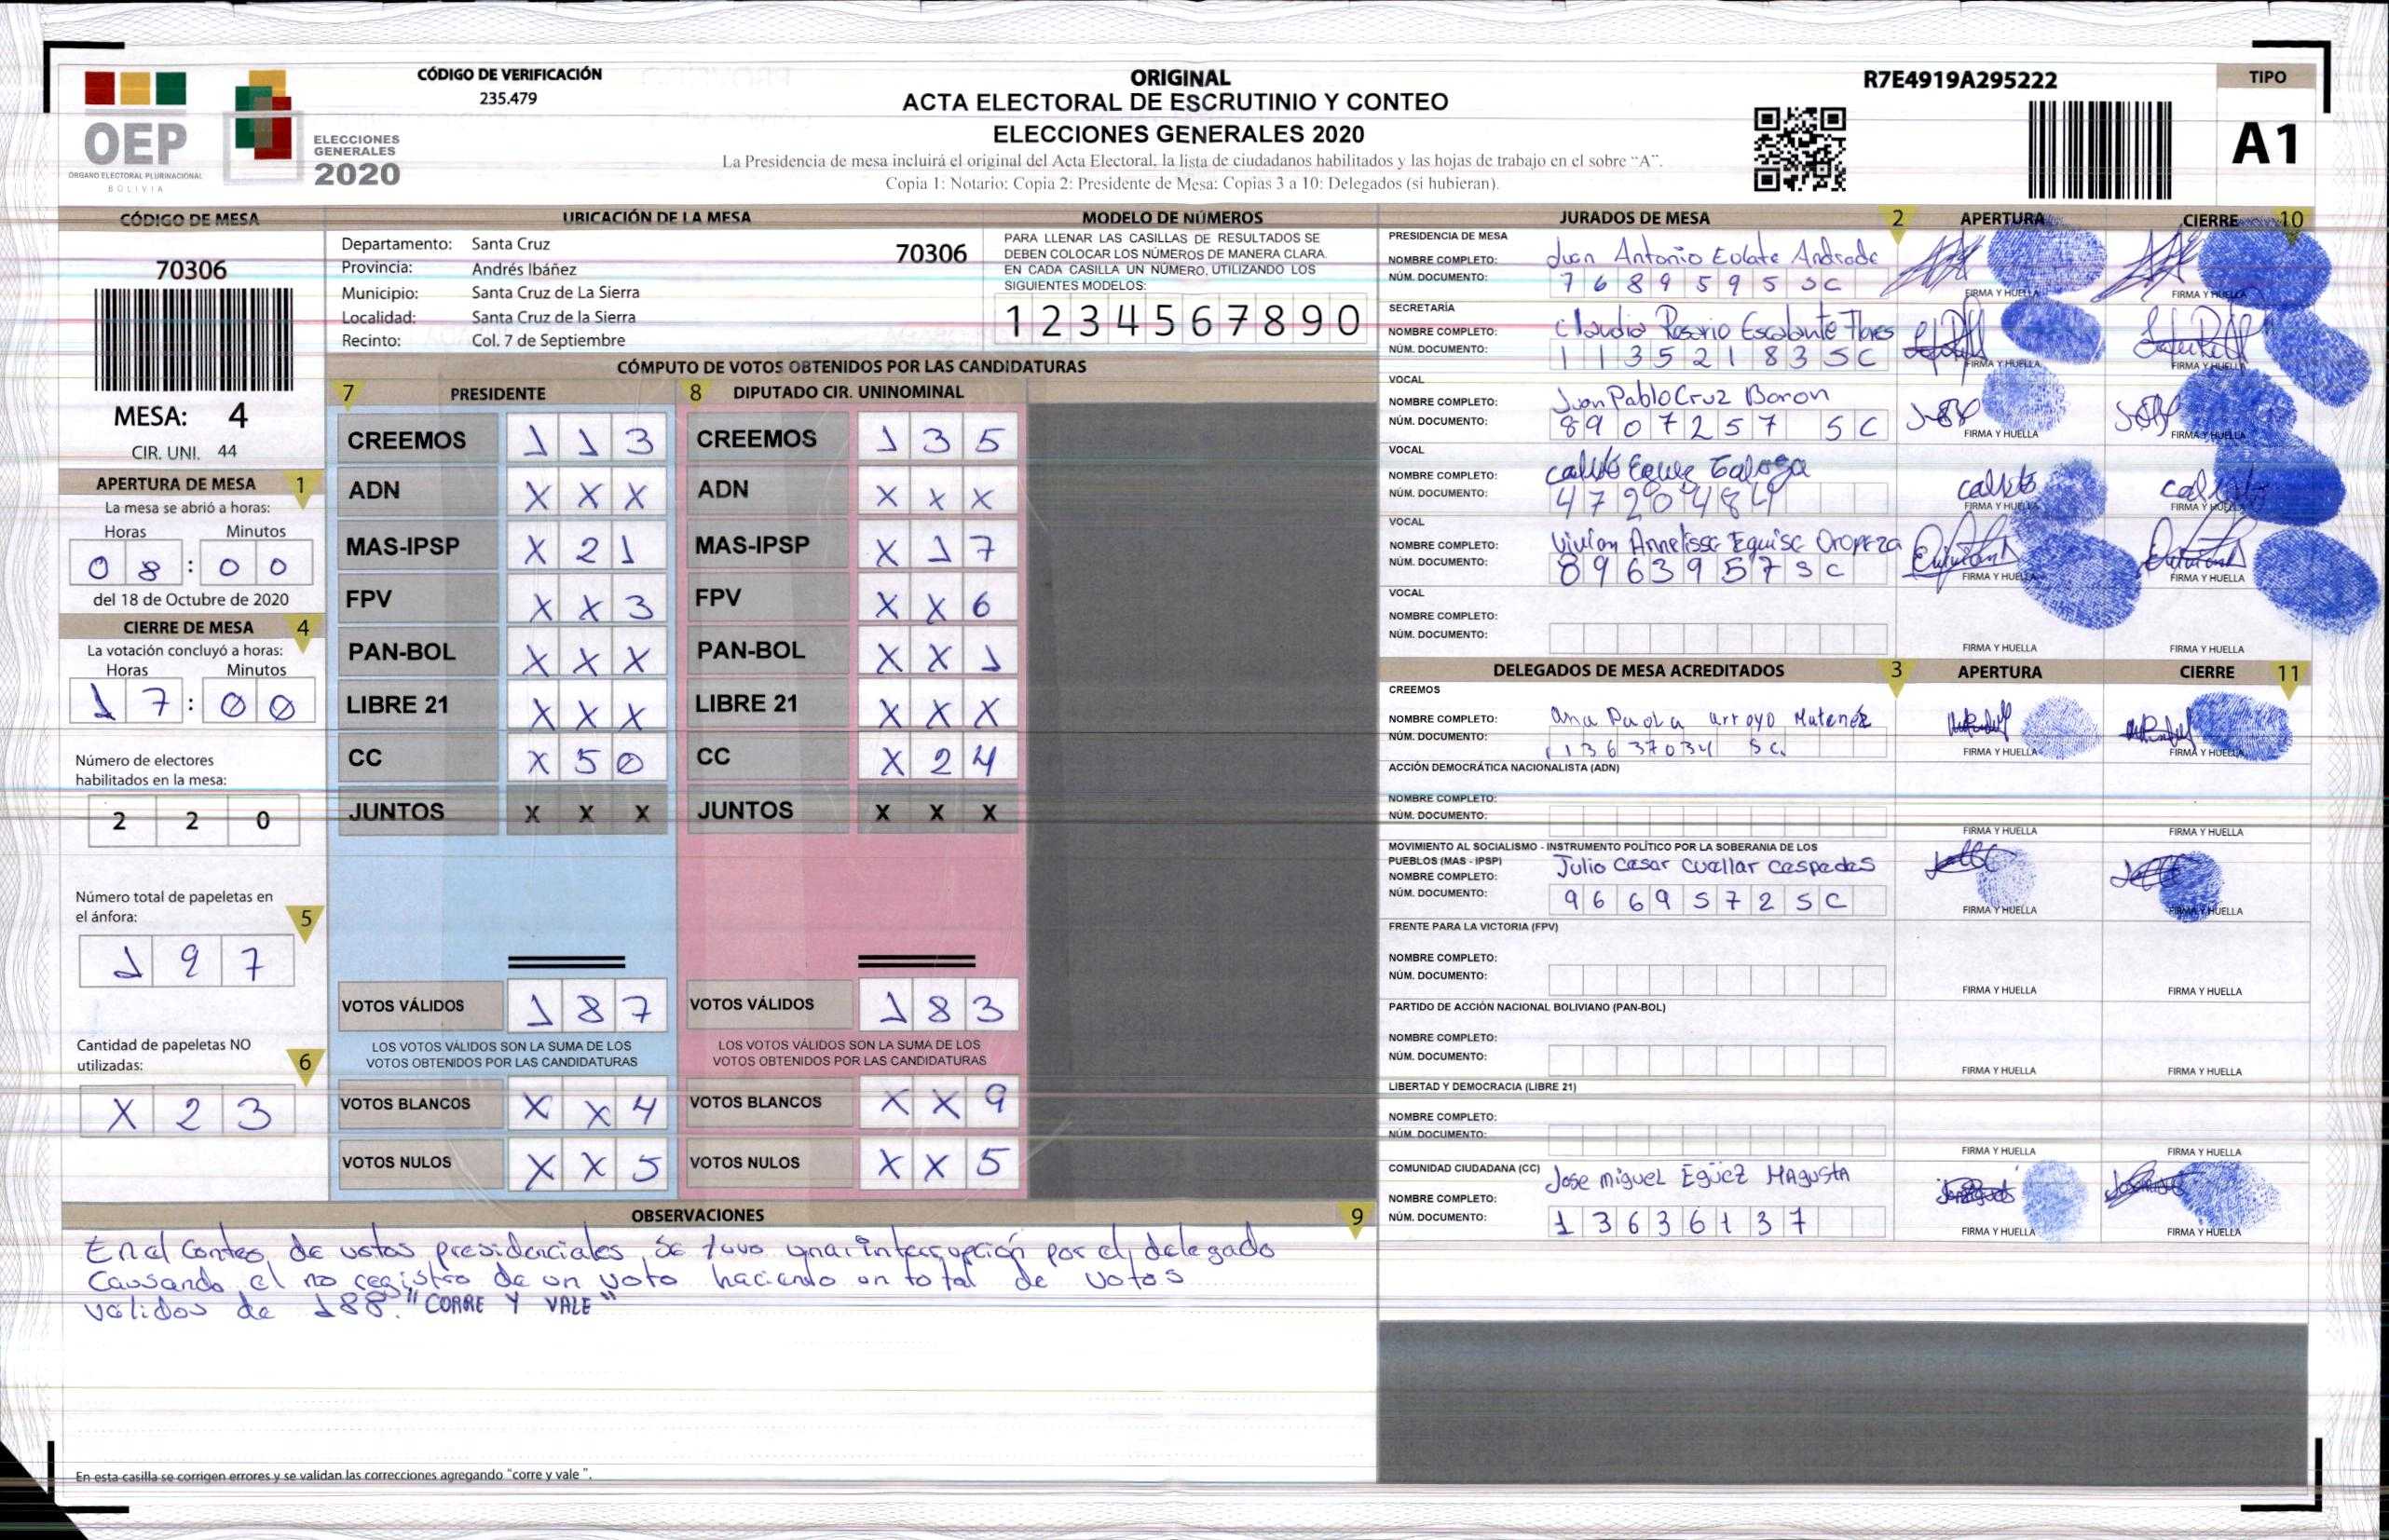 CÓDIGO DE VERIFICACIÓN
235.479
OEP
ÓRGANO ELECTORAL PLURINACIONAL
BOLIVIA
ELECCIONES
GENERALES
2020
ORIGINAL
ACTA ELECTORAL DE ESCRUTINIO Y CONTEO
ELECCIONES GENERALES 2020
La Presidencia de mesa incluirá el original del Acta Electoral, la lista de ciudadanos habilitados y las hojas de trabajo en el sobre "A".
Copia 1: Notario; Copia 2: Presidente de Mesa; Copias 3 a 10: Delegados (si hubieran).
R7E4919A295222
TIPO
A1
CÓDIGO DE MESA
70306
MESA: 4
CIR. UNI. 44
UBICACIÓN DE LA MESA
Departamento: Santa Cruz
70306
Provincia: Andrés Ibáñez
Municipio: Santa Cruz de La Sierra
Localidad: Santa Cruz de la Sierra
Recinto: Col. 7 de Septiembre
MODELO DE NÚMEROS
PARA LLENAR LAS CASILLAS DE RESULTADOS SE
DEBEN COLOCAR LOS NÚMEROS DE MANERA CLARA.
EN CADA CASILLA UN NÚMERO, UTILIZANDO LOS
SIGUIENTES MODELOS:
1 2 3 4 5 6 7 8 9 0
APERTURA DE MESA 1
La mesa se abrió a horas:
Horas Minutos
0 8 : 0 0
del 18 de Octubre de 2020
CIERRE DE MESA 4
La votación concluyó a horas:
Horas Minutos
1 7 : 0 0
Número de electores
habilitados en la mesa:
2 2 0
Número total de papeletas en
el ánfora: 5
1 9 7
Cantidad de papeletas NO
utilizadas: 6
X 2 3
CÓMPUTO DE VOTOS OBTENIDOS POR LAS CANDIDATURAS
7 PRESIDENTE
CREEMOS 1 1 3
ADN X X X
MAS-IPSP X 2 1
FPV X X 3
PAN-BOL X X X
LIBRE 21 X X X
CC X 5 0
JUNTOS X X X
VOTOS VÁLIDOS 1 8 7
LOS VOTOS VÁLIDOS SON LA SUMA DE LOS
VOTOS OBTENIDOS POR LAS CANDIDATURAS
VOTOS BLANCOS X X 4
VOTOS NULOS X X 5
8 DIPUTADO CIR. UNINOMINAL
CREEMOS 1 3 5
ADN X X X
MAS-IPSP X 1 7
FPV X X 6
PAN-BOL X X 1
LIBRE 21 X X X
CC X 2 4
JUNTOS X X X
VOTOS VÁLIDOS 1 8 3
LOS VOTOS VÁLIDOS SON LA SUMA DE LOS
VOTOS OBTENIDOS POR LAS CANDIDATURAS
VOTOS BLANCOS X X 9
VOTOS NULOS X X 5
OBSERVACIONES 9
En el Conteo de votos presidenciales se tuvo una interrupción por el delegado
Causando el no registro de un voto haciendo un total de votos
validos de 188. "CORRE Y VALE"
En esta casilla se corrigen errores y se validan las correcciones agregando "corre y vale ".
JURADOS DE MESA 2 APERTURA CIERRE 10
PRESIDENCIA DE MESA
NOMBRE COMPLETO: Juan Antonio Eulate Andrade
NÚM. DOCUMENTO: 7 6 8 9 5 9 5 S C
FIRMA Y HUELLA FIRMA Y HUELLA
SECRETARÍA
NOMBRE COMPLETO: Claudia Rosario Escalante Flores
NÚM. DOCUMENTO: 1 1 3 5 2 1 8 3 S C
FIRMA Y HUELLA FIRMA Y HUELLA
VOCAL
NOMBRE COMPLETO: Juan Pablo Cruz Boron
NÚM. DOCUMENTO: 8 9 0 7 2 5 7 S C
FIRMA Y HUELLA FIRMA Y HUELLA
VOCAL
NOMBRE COMPLETO:
NÚM. DOCUMENTO: 4 7 2 0 4 8 4
FIRMA Y HUELLA FIRMA Y HUELLA
VOCAL
NOMBRE COMPLETO: Vivian Annelisse Eguise Oropeza
NÚM. DOCUMENTO: 8 9 6 3 9 5 7 S C
FIRMA Y HUELLA FIRMA Y HUELLA
VOCAL
NOMBRE COMPLETO:
NÚM. DOCUMENTO:
FIRMA Y HUELLA FIRMA Y HUELLA
DELEGADOS DE MESA ACREDITADOS 3 APERTURA CIERRE 11
CREEMOS
NOMBRE COMPLETO: Ana Paola arroyo
NÚM. DOCUMENTO: 1 3 6 3 7 0 3 4 S C.
FIRMA Y HUELLA FIRMA Y HUELLA
ACCIÓN DEMOCRÁTICA NACIONALISTA (ADN)
NOMBRE COMPLETO:
NÚM. DOCUMENTO:
FIRMA Y HUELLA FIRMA Y HUELLA
MOVIMIENTO AL SOCIALISMO - INSTRUMENTO POLÍTICO POR LA SOBERANIA DE LOS
PUEBLOS (MAS - IPSP)
NOMBRE COMPLETO: Julio Cesar Cuellar Cespedes
NÚM. DOCUMENTO: 9 6 6 9 5 7 2 S C
FIRMA Y HUELLA FIRMA Y HUELLA
FRENTE PARA LA VICTORIA (FPV)
NOMBRE COMPLETO:
NÚM. DOCUMENTO:
FIRMA Y HUELLA FIRMA Y HUELLA
PARTIDO DE ACCIÓN NACIONAL BOLIVIANO (PAN-BOL)
NOMBRE COMPLETO:
NÚM. DOCUMENTO:
FIRMA Y HUELLA FIRMA Y HUELLA
LIBERTAD Y DEMOCRACIA (LIBRE 21)
NOMBRE COMPLETO:
NÚM. DOCUMENTO:
FIRMA Y HUELLA FIRMA Y HUELLA
COMUNIDAD CIUDADANA (CC)
NOMBRE COMPLETO: Jose miguel Egüez MAgustA
NÚM. DOCUMENTO: 1 3 6 3 6 1 3 7
FIRMA Y HUELLA FIRMA Y HUELLA